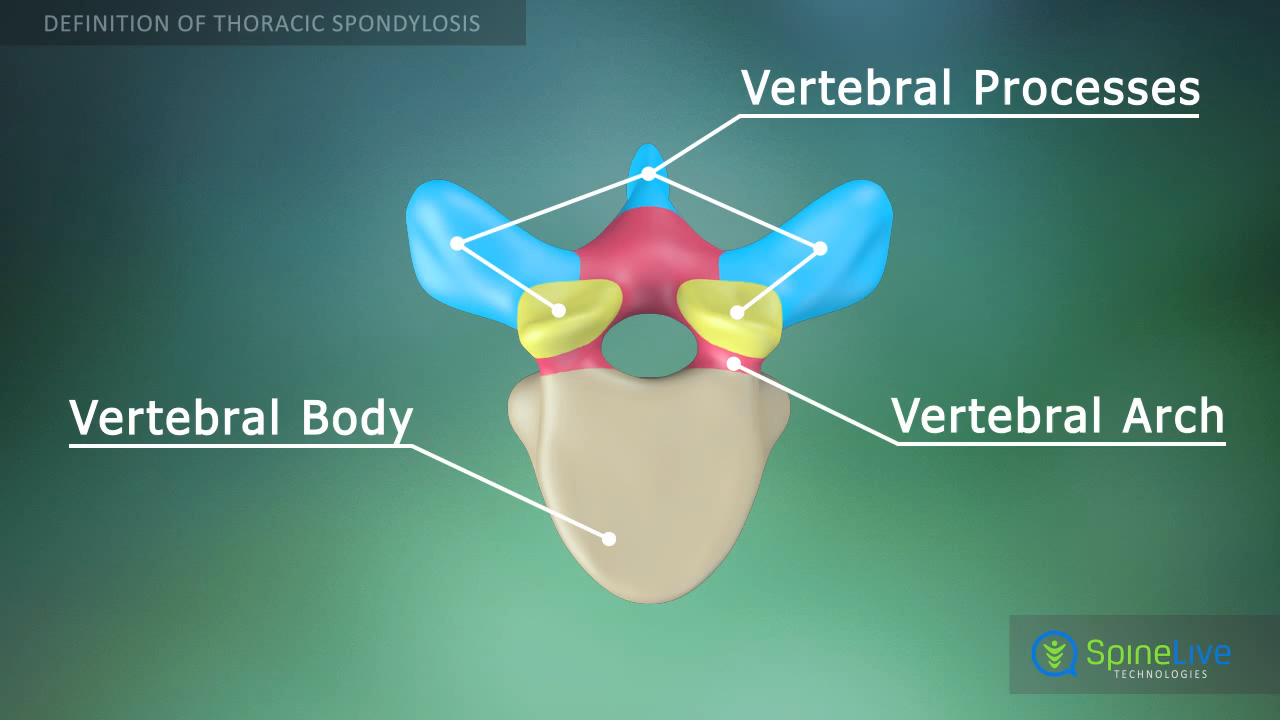 DEFINITION OF THORACIC SPONDYLOSIS
Vertebral Processes
Vertebral Body
Vertebral Arch
SpineLive
TECHNOLOGIES